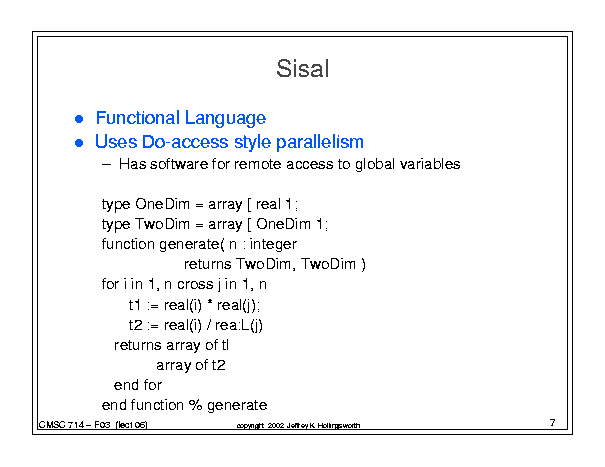 Sisal
● Functional Language
● Uses Do-access style parallelism
– Has software for remote access to global variables
type OneDim = array [ real 1;
type TwoDim = array [ OneDim 1;
function generate( n : integer
returns TwoDim, TwoDim )
for i in 1, n cross j in 1, n
t1 := real(i) * real(j);
t2 := real(i) / rea:L(j)
returns array of tl
array of t2
end for
end function % generate
CMSC 714 – F03 (lect06)
copyright 2002 Jeffrey K. Hollingsworth
7